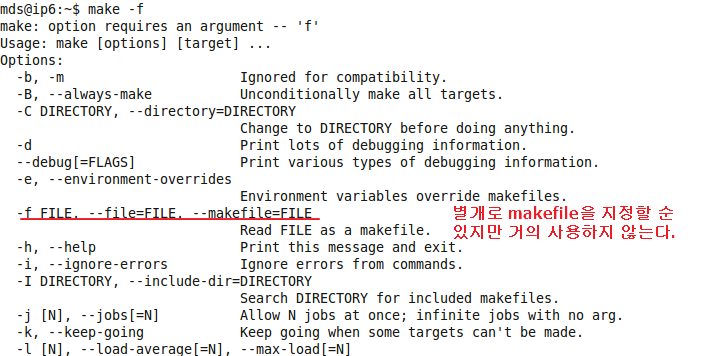 mds@ip6:~$ make -f
make: option requires an argument -- 'f'
Usage: make [options] [target] ...
Options:
  -b, -m                      Ignored for compatibility.
  -B, --always-make           Unconditionally make all targets.
  -C DIRECTORY, --directory=DIRECTORY
                              Change to DIRECTORY before doing anything.
  -d                          Print lots of debugging information.
  --debug[=FLAGS]             Print various types of debugging information.
  -e, --environment-overrides
                              Environment variables override makefiles.
  -f FILE, --file=FILE, --makefile=FILE
                              Read FILE as a makefile.
별개로 makefile을 지정할 순
있지만 거의 사용하지 않는다.
  -h, --help                  Print this message and exit.
  -i, --ignore-errors         Ignore errors from commands.
  -I DIRECTORY, --include-dir=DIRECTORY
                              Search DIRECTORY for included makefiles.
  -j [N], --jobs[=N]          Allow N jobs at once; infinite jobs with no arg.
  -k, --keep-going            Keep going when some targets can't be made.
  -l [N], --load-average[=N], --max-load[=N]